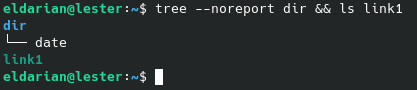 eldarian@lester:~$ tree --noreport dir && ls link1
dir
└── date
link1
eldarian@lester:~$